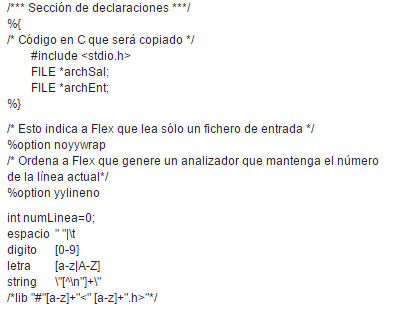 /*** Sección de declaraciones ***/
%{
/* Código en C que será copiado */
#include <stdio.h>
FILE *archSal;
FILE *archEnt;
%}
/* Esto indica a Flex que lea sólo un fichero de entrada */
%option noyywrap
/* Ordena a Flex que genere un analizador que mantenga el número
de la línea actual*/
%option yylineno
int numLinea=0;
espacio " "|\t
digito [0-9]
letra [a-z|A-Z]
string \"[^\n"]+\"
/*lib "#"[a-z]+"<" [a-z]+".h>"*/